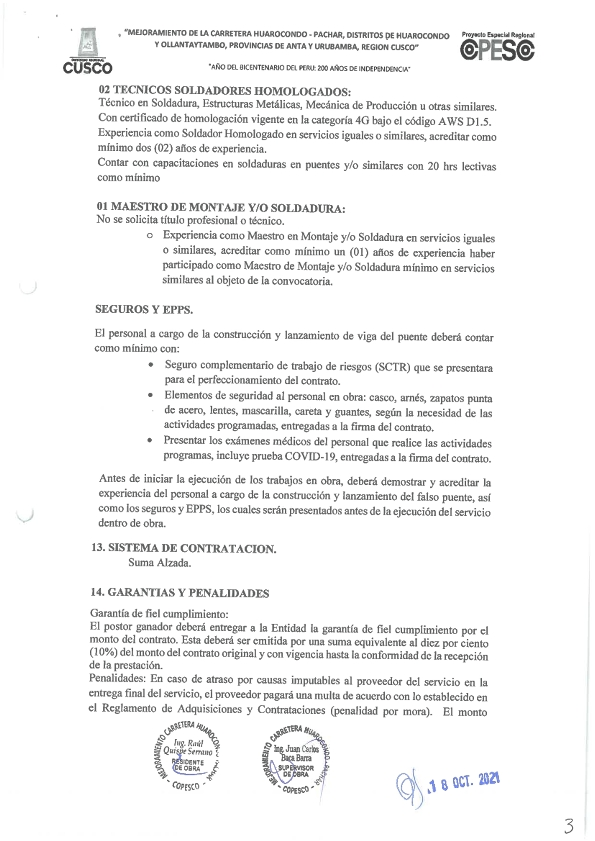 "MEJORAMIENTO DE LA CARRETERA HUAROCONDO - PACHAR, DISTRITOS DE HUAROCONDO
Y OLLANTAYTAMBO, PROVINCIAS DE ANTA Y URUBAMBA, REGION CUSCO"
Proyecto Especial Regional
COPESC
CUSCO
"AÑO DEL BICENTENARIO DEL PERU: 200 AÑOS DE INDEPENDENCIA"
02 TECNICOS SOLDADORES HOMOLOGADOS:
Técnico en Soldadura, Estructuras Metálicas, Mecánica de Producción u otras similares.
Con certificado de homologación vigente en la categoría 4G bajo el código AWS D1.5.
Experiencia como Soldador Homologado en servicios iguales o similares, acreditar como
mínimo dos (02) años de experiencia.
Contar con capacitaciones en soldaduras en puentes y/o similares con 20 hrs lectivas
como mínimo
01 MAESTRO DE MONTAJE Y/O SOLDADURA:
No se solicita título profesional o técnico.
o Experiencia como Maestro en Montaje y/o Soldadura en servicios iguales
o similares, acreditar como mínimo un (01) años de experiencia haber
participado como Maestro de Montaje y/o Soldadura mínimo en servicios
similares al objeto de la convocatoria.
SEGUROS Y EPPS.
El personal a cargo de la construcción y lanzamiento de viga del puente deberá contar
como mínimo con:
• Seguro complementario de trabajo de riesgos (SCTR) que se presentara
para el perfeccionamiento del contrato.
• Elementos de seguridad al personal en obra: casco, arnés, zapatos punta
de acero, lentes, mascarilla, careta y guantes, según la necesidad de las
actividades programadas, entregadas a la firma del contrato.
• Presentar los exámenes médicos del personal que realice las actividades
programas, incluye prueba COVID-19, entregadas a la firma del contrato.
Antes de iniciar la ejecución de los trabajos en obra, deberá demostrar y acreditar la
experiencia del personal a cargo de la construcción y lanzamiento del falso puente, así
como los seguros y EPPS, los cuales serán presentados antes de la ejecución del servicio
dentro de obra.
13. SISTEMA DE CONTRATACION.
Suma Alzada.
14. GARANTIAS Y PENALIDADES
Garantía de fiel cumplimiento:
El postor ganador deberá entregar a la Entidad la garantía de fiel cumplimiento por el
monto del contrato. Esta deberá ser emitida por una suma equivalente al diez por ciento
(10%) del monto del contrato original y con vigencia hasta la conformidad de la recepción
de la prestación.
Penalidades: En caso de atraso por causas imputables al proveedor del servicio en la
entrega final del servicio, el proveedor pagará una multa de acuerdo con lo establecido en
el Reglamento de Adquisiciones y Contrataciones (penalidad por mora). El monto
MEJORAMIENTO CARRETERA HUAROCON
Ing. Raúl
Quispe Serrano
RESIDENTE
DE OBRA
- COPESCO -
MEJORAMIENTO CARRETERA HUAROCONDO - PACHAR
Ing. Juan Carlos
Baca Barra
SUPERVISOR
DE OBRA
- COPESCO -
18 OCT. 2021
3